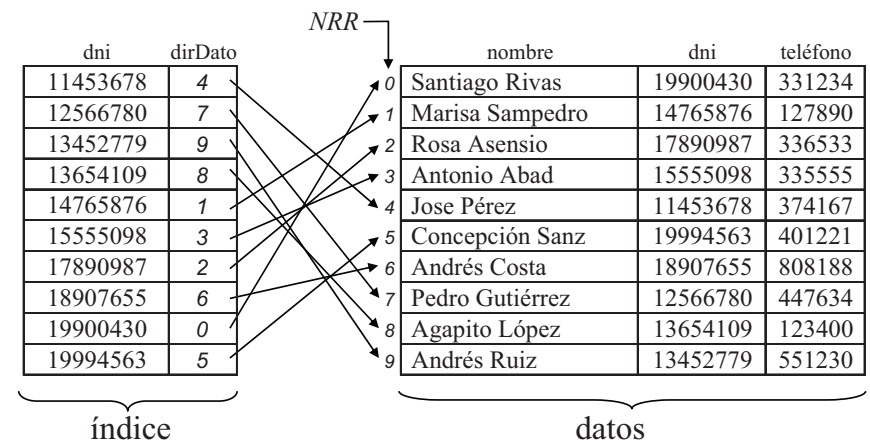 NRR
dni dirDato nombre dni teléfono
11453678 4 0 Santiago Rivas 19900430 331234
12566780 7 1 Marisa Sampedro 14765876 127890
13452779 9 2 Rosa Asensio 17890987 336533
13654109 8 3 Antonio Abad 15555098 335555
14765876 1 4 Jose Pérez 11453678 374167
15555098 3 5 Concepción Sanz 19994563 401221
17890987 2 6 Andrés Costa 18907655 808188
18907655 6 7 Pedro Gutiérrez 12566780 447634
19900430 0 8 Agapito López 13654109 123400
19994563 5 9 Andrés Ruiz 13452779 551230
índice datos